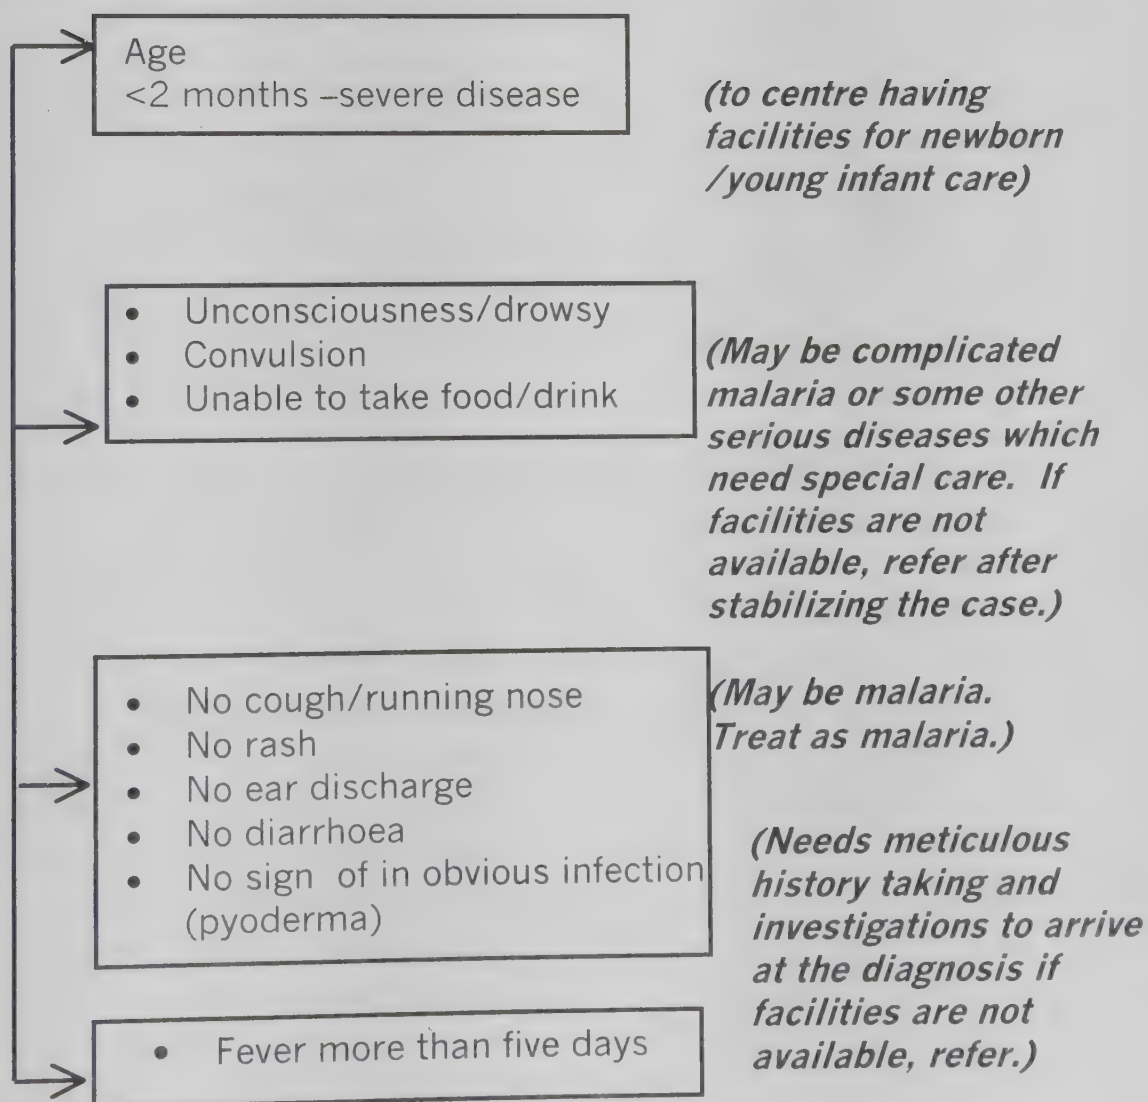 Age
<2 months –severe disease
(to centre having
facilities for newborn
/young infant care)
• Unconsciousness/drowsy
• Convulsion
• Unable to take food/drink
(May be complicated
malaria or some other
serious diseases which
need special care. If
facilities are not
available, refer after
stabilizing the case.)
• No cough/running nose
• No rash
• No ear discharge
• No diarrhoea
• No sign of in obvious infection
(pyoderma)
(May be malaria.
Treat as malaria.)
• Fever more than five days
(Needs meticulous
history taking and
investigations to arrive
at the diagnosis if
facilities are not
available, refer.)